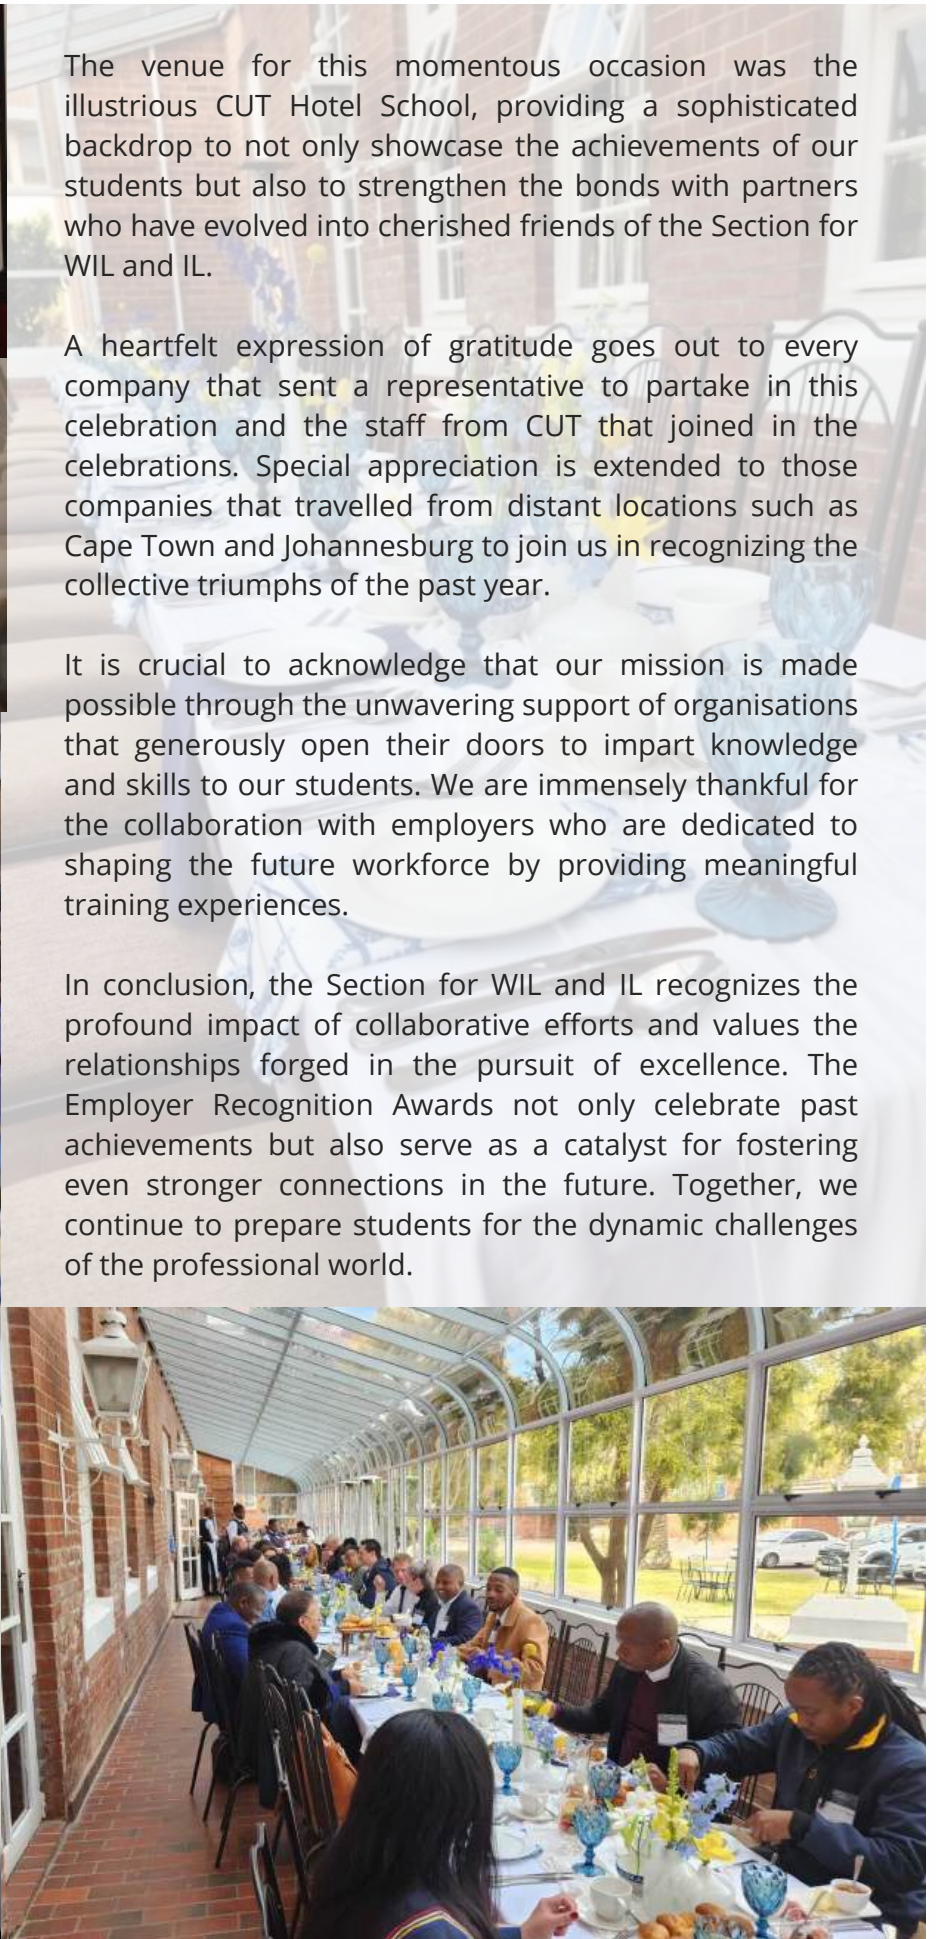 The venue for this momentous occasion was the
illustrious CUT Hotel School, providing a sophisticated
backdrop to not only showcase the achievements of our
students but also to strengthen the bonds with partners
who have evolved into cherished friends of the Section for
WIL and IL.
A heartfelt expression of gratitude goes out to every
company that sent a representative to partake in this
celebration and the staff from CUT that joined in the
celebrations. Special appreciation is extended to those
companies that travelled from distant locations such as
Cape Town and Johannesburg to join us in recognizing the
collective triumphs of the past year.
It is crucial to acknowledge that our mission is made
possible through the unwavering support of organisations
that generously open their doors to impart knowledge
and skills to our students. We are immensely thankful for
the collaboration with employers who are dedicated to
shaping the future workforce by providing meaningful
training experiences.
In conclusion, the Section for WIL and IL recognizes the
profound impact of collaborative efforts and values the
relationships forged in the pursuit of excellence. The
Employer Recognition Awards not only celebrate past
achievements but also serve as a catalyst for fostering
even stronger connections in the future. Together, we
continue to prepare students for the dynamic challenges
of the professional world.